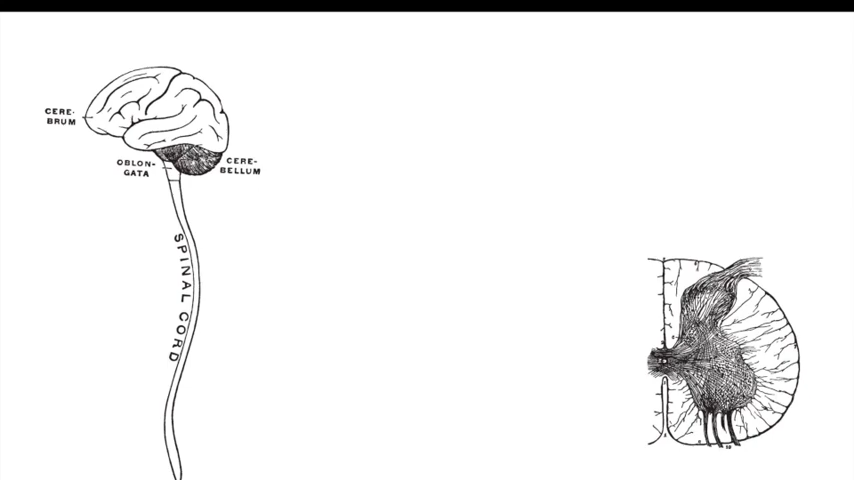 CERE-
BRUM
OBLON-
GATA
CERE-
BELLUM
SPINAL CORD